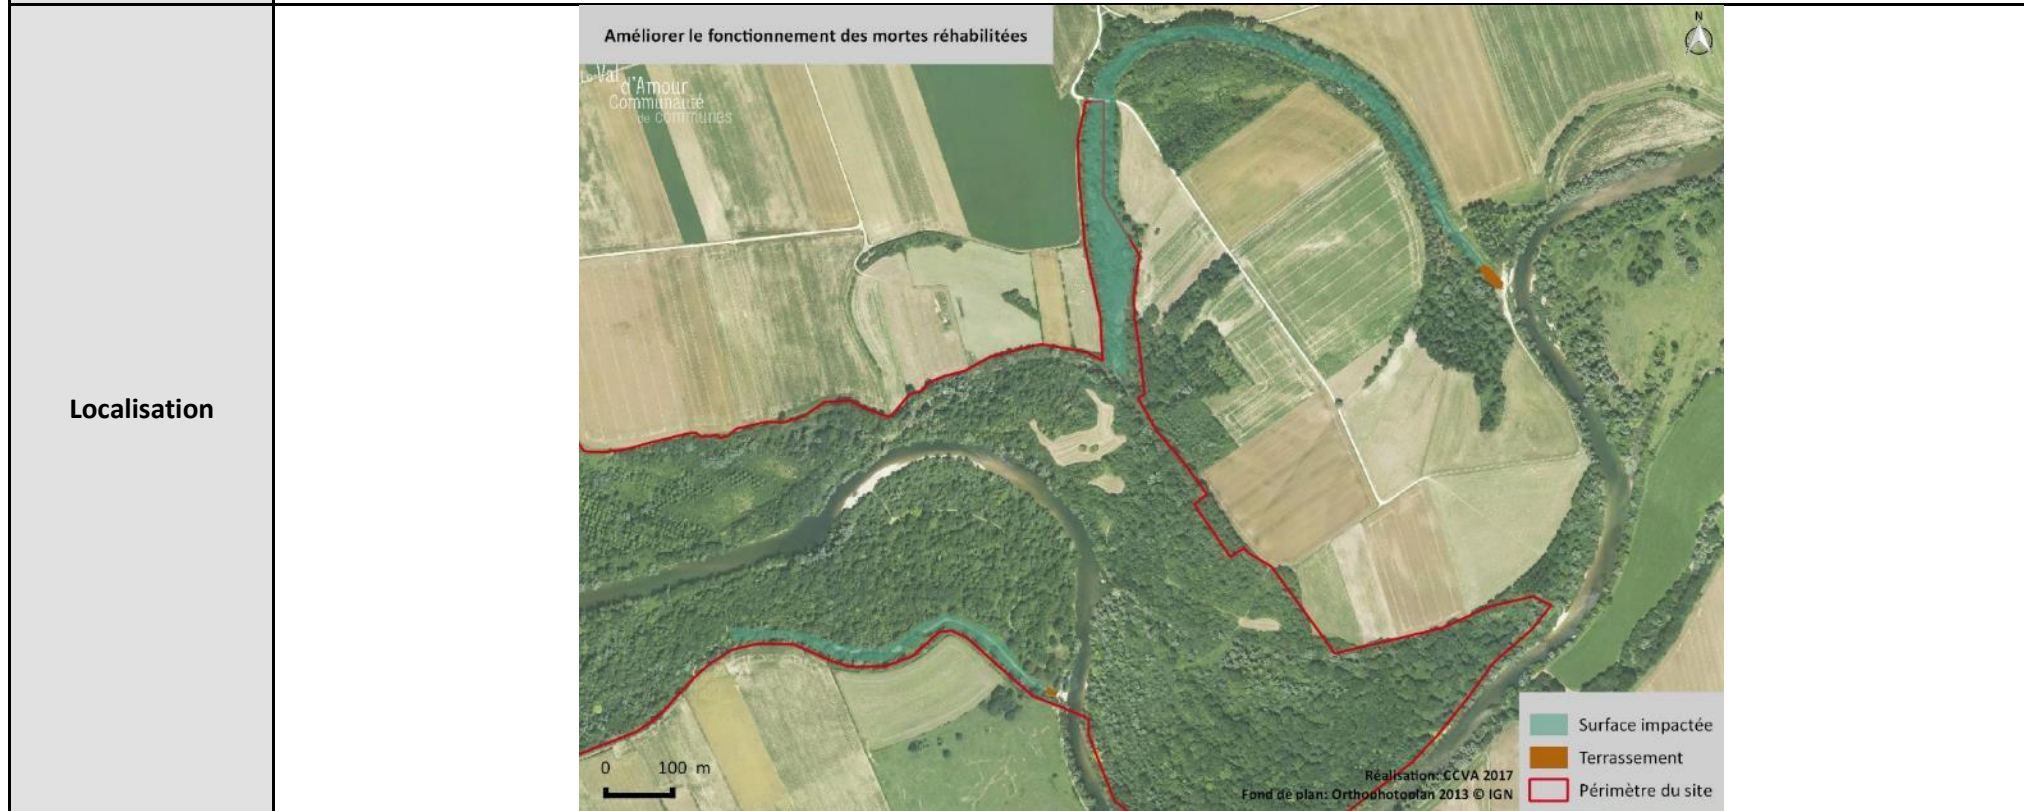 Localisation
Améliorer le fonctionnement des mortes réhabilitées
N
Le Val
d'Amour
Communauté
de communes
Surface impactée
Terrassement
Périmètre du site
0 100 m
Réalisation: CCVA 2017
Fond de plan: Orthophotoplan 2013 © IGN